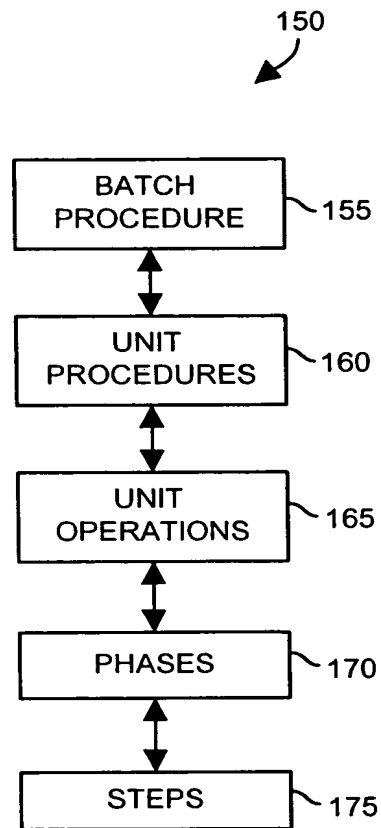 150
BATCH
PROCEDURE
155
UNIT
PROCEDURES
160
UNIT
OPERATIONS
165
PHASES
170
STEPS
175